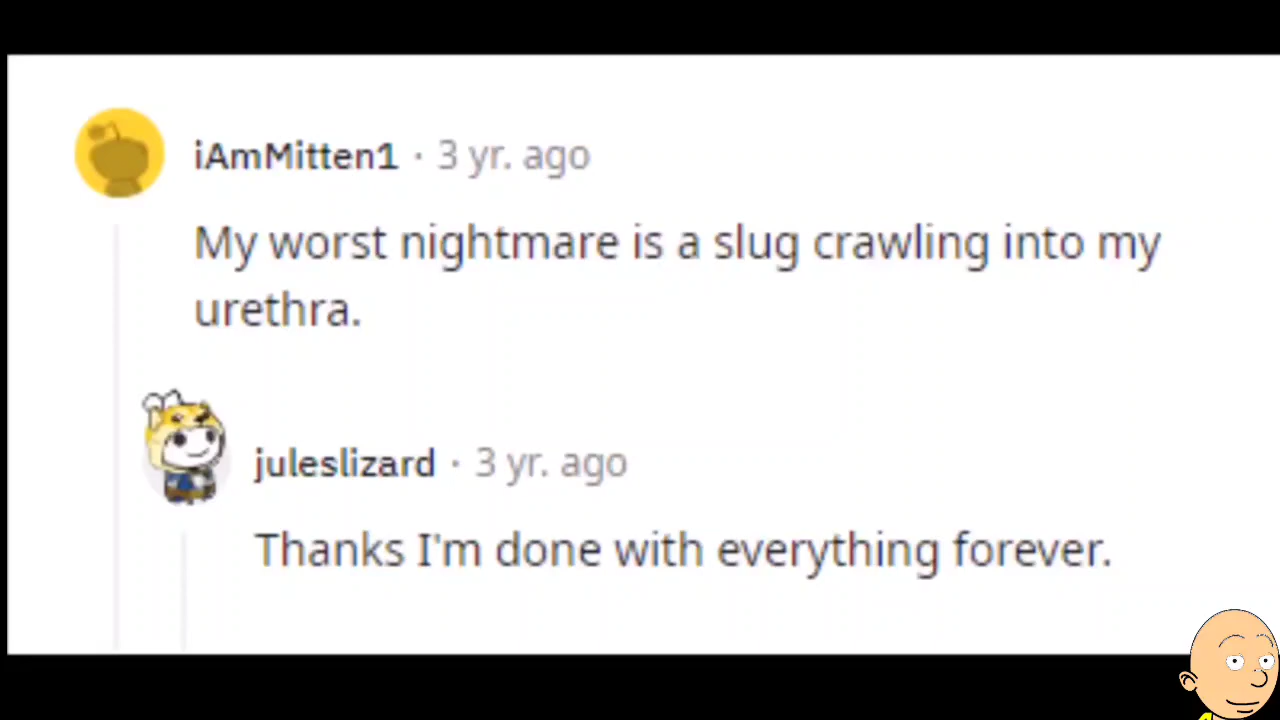 iAmMitten1 · 3 yr. ago
My worst nightmare is a slug crawling into my
urethra.
juleslizard · 3 yr. ago
Thanks I'm done with everything forever.